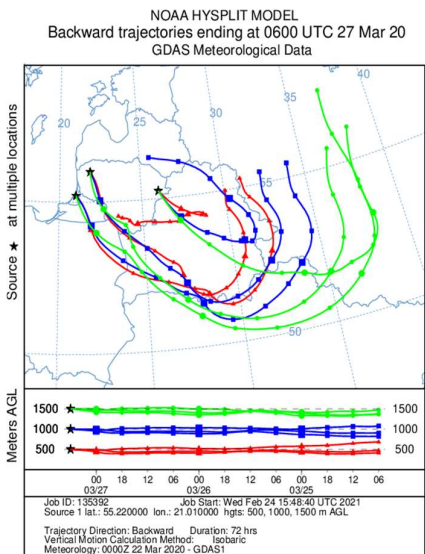 NOAA HYSPLIT MODEL
Backward trajectories ending at 0600 UTC 27 Mar 20
GDAS Meteorological Data
Source ★ at multiple locations
20
25
30
35
40
55
50
Meters AGL
1500 1500
1000 1000
500 500
00 18 12 06 00 18 12 06 00 18 12 06
03/27 03/26 03/25
Job ID: 135392 Job Start: Wed Feb 24 15:48:40 UTC 2021
Source 1 lat.: 55.220000 lon.: 21.010000 hgts: 500, 1000, 1500 m AGL
Trajectory Direction: Backward Duration: 72 hrs
Vertical Motion Calculation Method: Isobaric
Meteorology: 0000Z 22 Mar 2020 - GDAS1